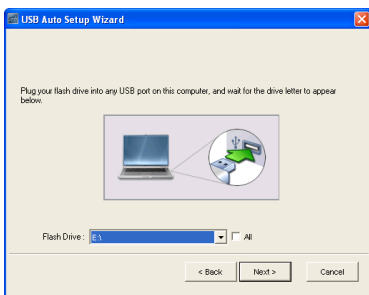 USB Auto Setup Wizard
Plug your flash drive into any USB port on this computer, and wait for the drive letter to appear
below.
Flash Drive : E:\ All
< Back Next > Cancel